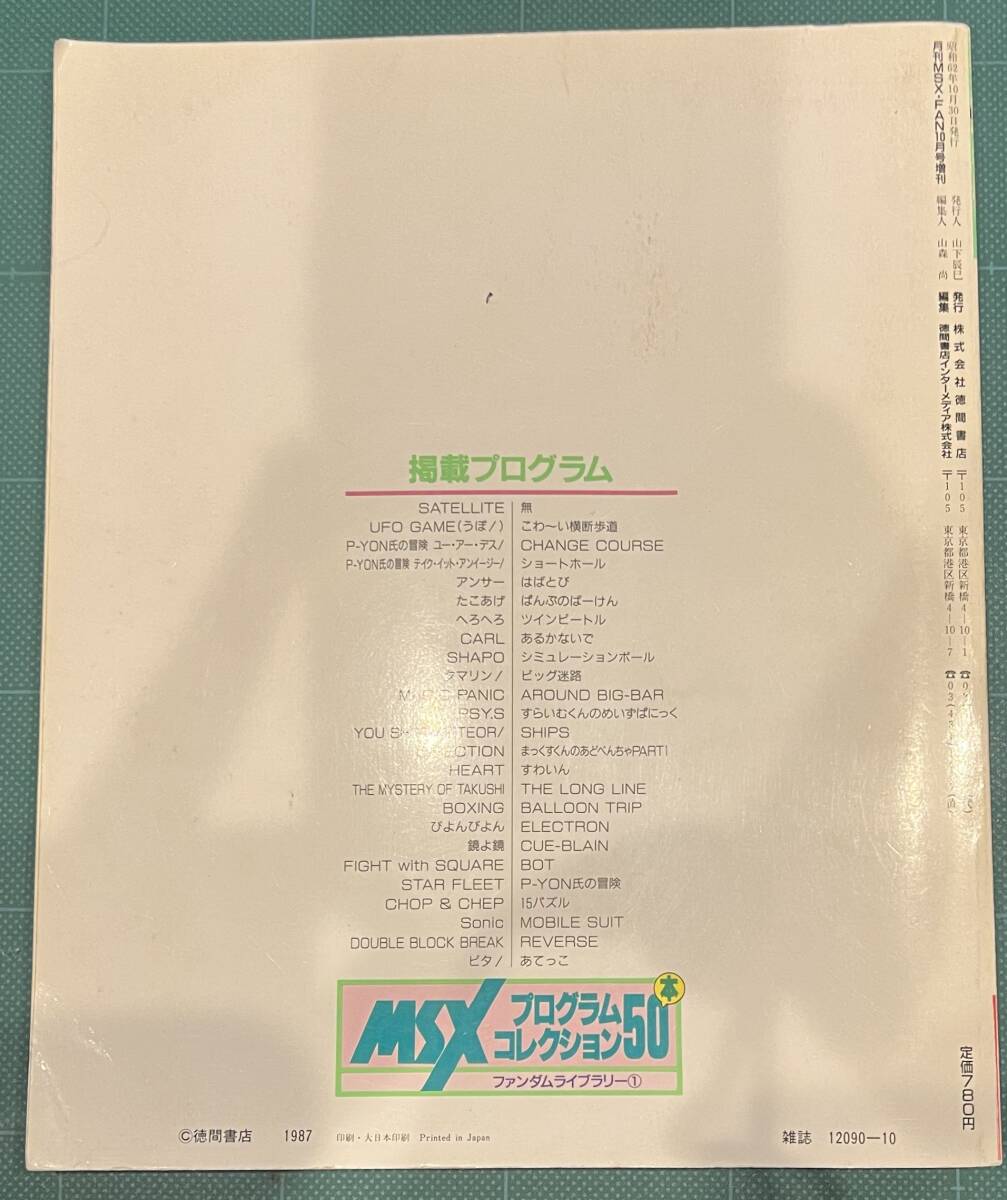 昭和62年10月30日発行 発行人 山下辰巳 発行 株式会社徳間書店 〒105 東京都港区新橋4―10―1 ☎03
月刊MSX・FAN10月号増刊 編集人 山森 尚 編集 徳間書店インターメディア株式会社 〒105 東京都港区新橋4―10―7 ☎03
掲載プログラム
SATELLITE
UFO GAME(うぼ!)
P-YON氏の冒険 ユー・アー・デス!
P-YON氏の冒険 テイク・イット・アンイージー!
アンサー
たこあげ
へろへろ
CARL
SHAPO
タマリン!
PANIC
PSY.S
YOU
HEART
THE MYSTERY OF TAKUSHI
BOXING
ぴよんぴよん
鏡よ鏡
FIGHT with SQUARE
STAR FLEET
CHOP & CHEP
Sonic
DOUBLE BLOCK BREAK
ピタ!
無
こわ〜い横断歩道
CHANGE COURSE
ショートホール
はばとび
ぱんぷのぱーけん
ツインビートル
あるかないで
シミュレーションボール
ビッグ迷路
AROUND BIG-BAR
すらいむくんのめいずぱにっく
SHIPS
まっくすくんのあどべんちゃPART1
すわいん
THE LONG LINE
BALLOON TRIP
ELECTRON
CUE-BLAIN
BOT
P-YON氏の冒険
15パズル
MOBILE SUIT
REVERSE
あてっこ
MSX プログラムコレクション50本
ファンダムライブラリー①
定価780円
©徳間書店 1987 印刷・大日本印刷 Printed in Japan 雑誌 12090―10